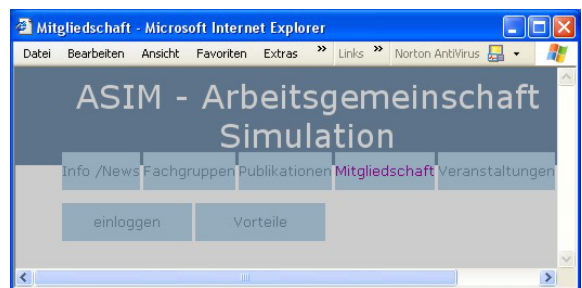 Mitgliedschaft - Microsoft Internet Explorer
Datei Bearbeiten Ansicht Favoriten Extras » Links » Norton AntiVirus
ASIM - Arbeitsgemeinschaft
Simulation
Info /News Fachgruppen Publikationen Mitgliedschaft Veranstaltungen
einloggen Vorteile